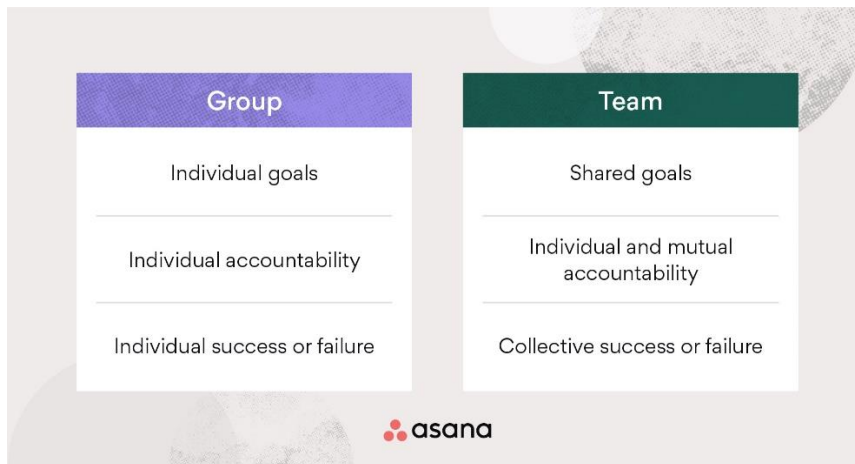 Group
Individual goals
Individual accountability
Individual success or failure
Team
Shared goals
Individual and mutual
accountability
Collective success or failure
asana